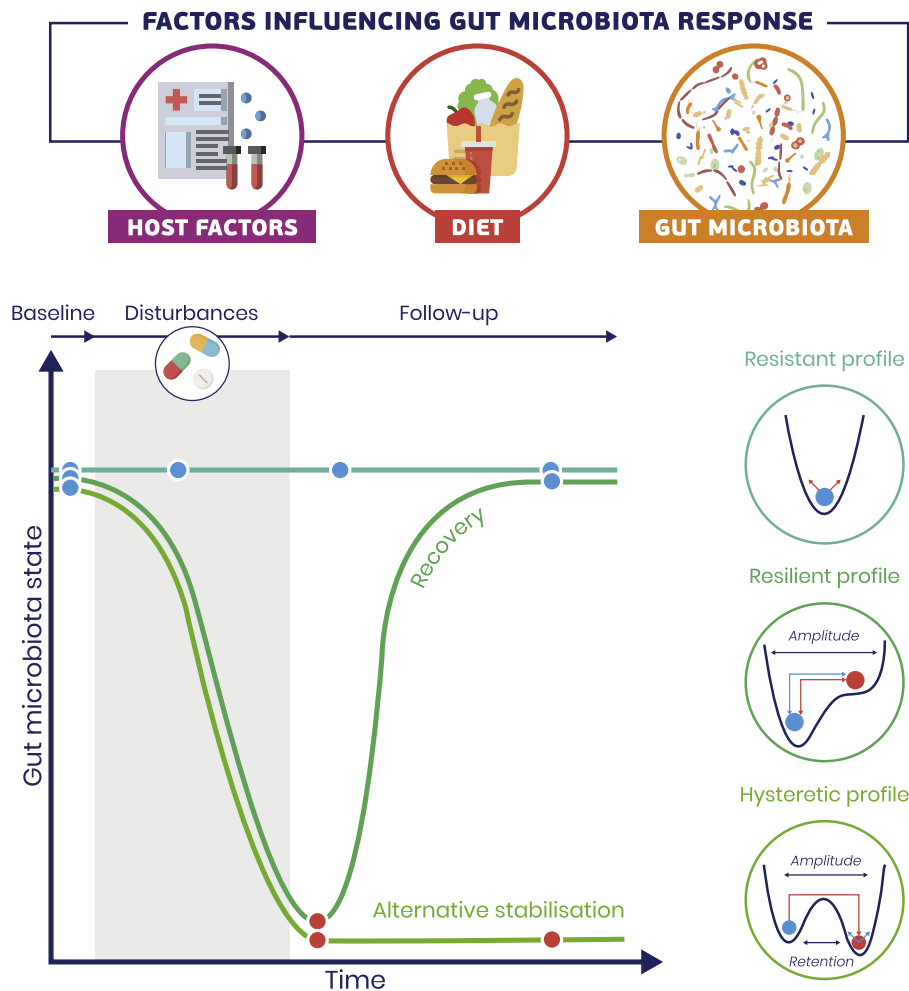 FACTORS INFLUENCING GUT MICROBIOTA RESPONSE
HOST FACTORS
DIET
GUT MICROBIOTA
Baseline
Disturbances
Follow-up
Gut microbiota state
Recovery
Alternative stabilisation
Time
Resistant profile
Resilient profile
Amplitude
Hysteretic profile
Amplitude
Retention